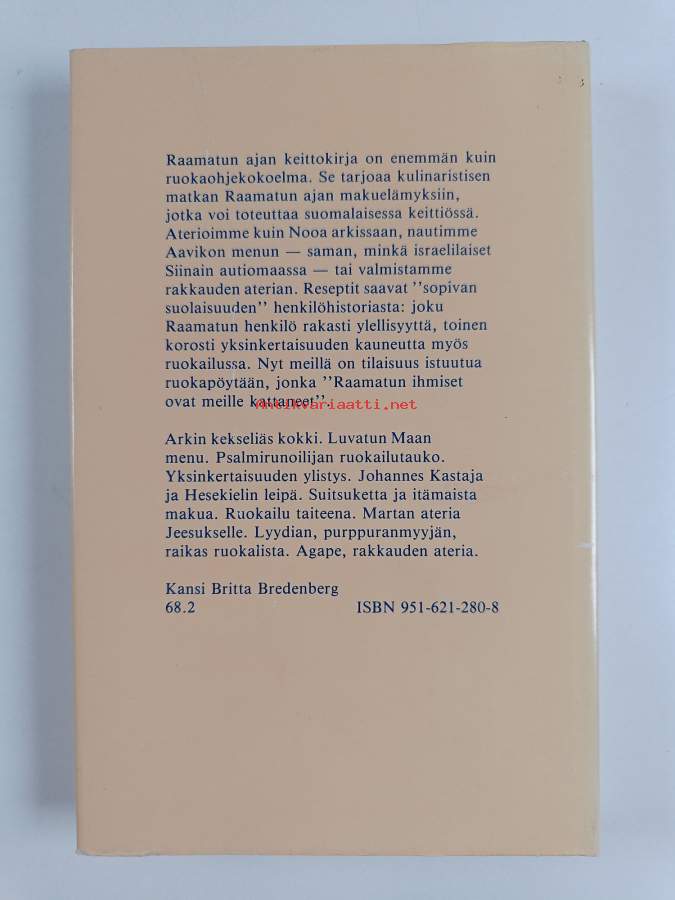 Raamatun ajan keittokirja on enemmän kuin
ruokaohjekokoelma. Se tarjoaa kulinaristisen
matkan Raamatun ajan makuelämyksiin,
jotka voi toteuttaa suomalaisessa keittiössä.
Aterioimme kuin Nooa arkissaan, nautimme
Aavikon menun — saman, minkä israelilaiset
Siinain autiomaassa — tai valmistamme
rakkauden aterian. Reseptit saavat ''sopivan
suolaisuuden'' henkilöhistoriasta: joku
Raamatun henkilö rakasti ylellisyyttä, toinen
korosti yksinkertaisuuden kauneutta myös
ruokailussa. Nyt meillä on tilaisuus istuutua
ruokapöytään, jonka ''Raamatun ihmiset
ovat meille kattaneet''.
Antikvariaatti.net
Arkin kekseliäs kokki. Luvatun Maan
menu. Psalmirunoilijan ruokailutauko.
Yksinkertaisuuden ylistys. Johannes Kastaja
ja Hesekielin leipä. Suitsuketta ja itämaista
makua. Ruokailu taiteena. Martan ateria
Jeesukselle. Lyydian, purppuranmyyjän,
raikas ruokalista. Agape, rakkauden ateria.
Kansi Britta Bredenberg
68.2 ISBN 951-621-280-8